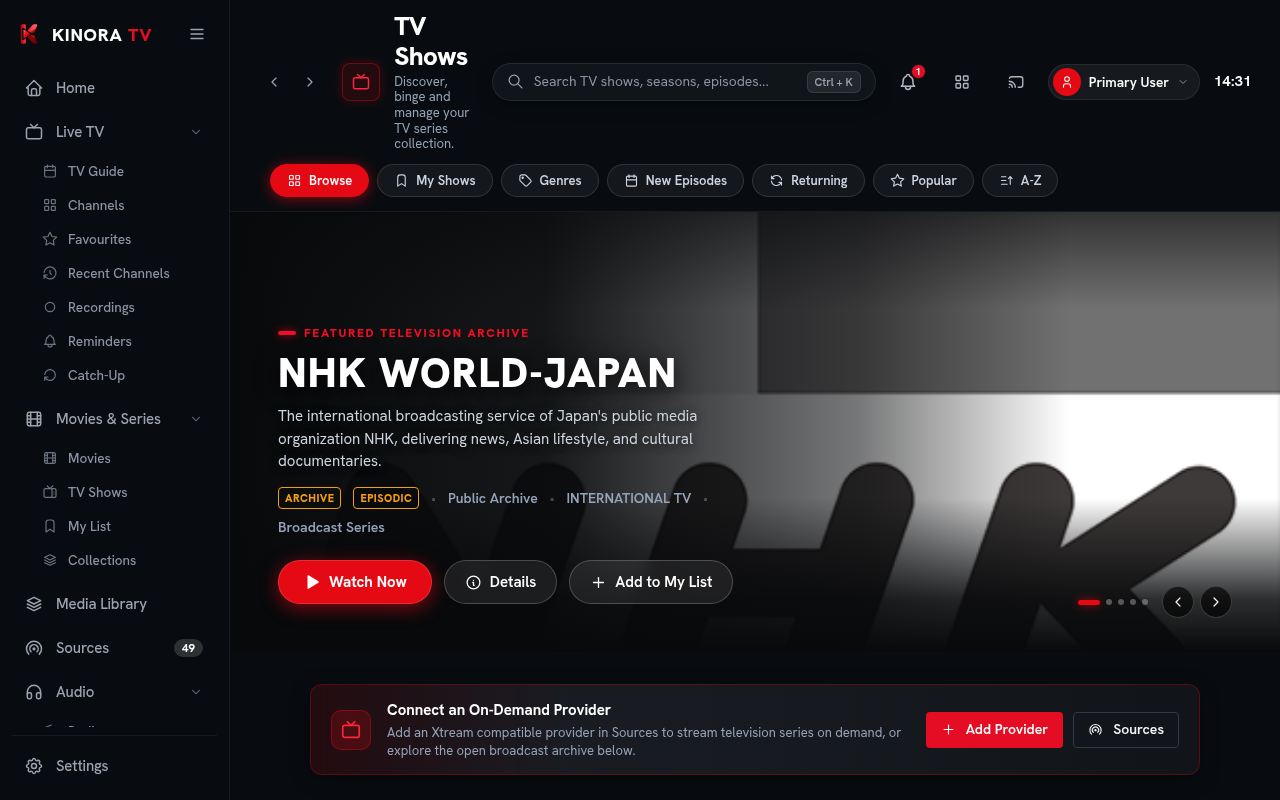 KINORA TV
Home
Live TV
TV Guide
Channels
Favourites
Recent Channels
Recordings
Reminders
Catch-Up
Movies & Series
Movies
TV Shows
My List
Collections
Media Library
Sources 49
Audio
Settings
TV
Shows
Discover,
binge and
manage your
TV series
collection.
Search TV shows, seasons, episodes... Ctrl + K
1
Primary User
14:31
Browse My Shows Genres New Episodes Returning Popular A-Z
FEATURED TELEVISION ARCHIVE
NHK WORLD-JAPAN
The international broadcasting service of Japan's public media
organization NHK, delivering news, Asian lifestyle, and cultural
documentaries.
ARCHIVE EPISODIC • Public Archive • INTERNATIONAL TV •
Broadcast Series
Watch Now Details Add to My List
NHK
Connect an On-Demand Provider
Add an Xtream compatible provider in Sources to stream television series on demand, or
explore the open broadcast archive below.
Add Provider Sources